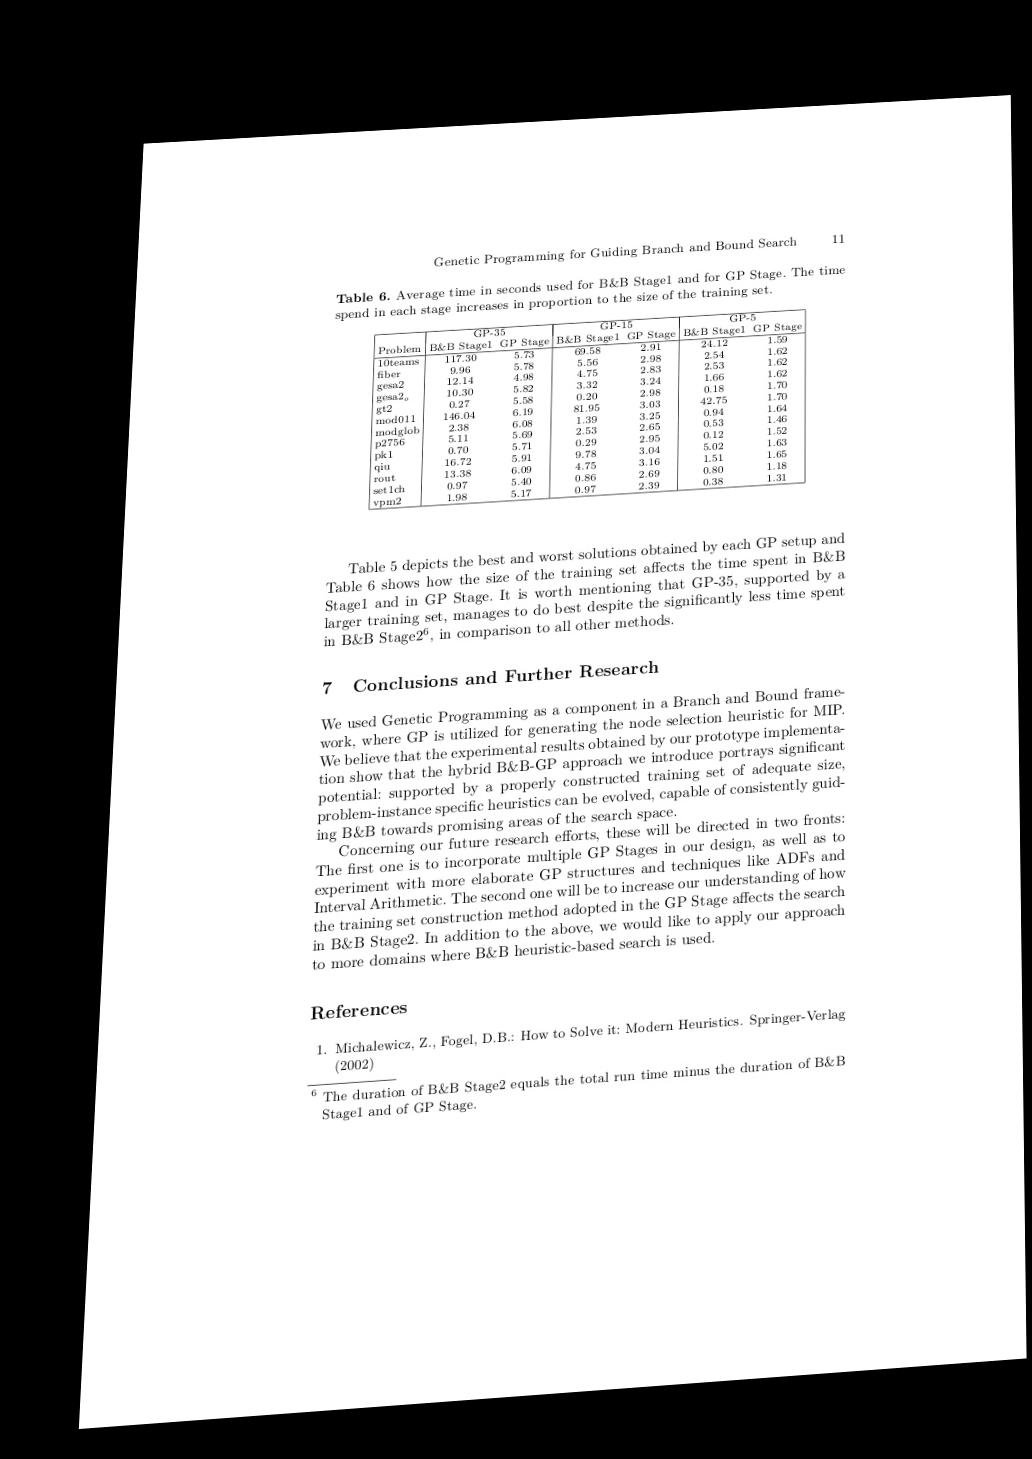 Genetic Programming for Guiding Branch and Bound Search 11
Table 6. Average time in seconds used for B&B Stage1 and for GP Stage. The time
spend in each stage increases in proportion to the size of the training set.
GP-35 GP-15 GP-5
Problem B&B Stage1 GP Stage B&B Stage1 GP Stage B&B Stage1 GP Stage
10teams 117.30 5.73 69.58 2.91 24.12 1.59
fiber 9.96 5.78 5.56 2.98 2.54 1.62
gesa2 12.14 4.98 4.75 2.83 2.53 1.62
gesa2ₒ 10.30 5.82 3.32 3.24 1.66 1.62
gt2 0.27 5.58 0.20 2.98 0.18 1.70
mod011 146.04 6.19 81.95 3.03 42.75 1.70
modglob 2.38 6.08 1.39 3.25 0.94 1.64
p2756 5.11 5.69 2.53 2.65 0.53 1.46
pk1 0.70 5.71 0.29 2.95 0.12 1.52
qiu 16.72 5.91 9.78 3.04 5.02 1.63
rout 13.38 6.09 4.75 3.16 1.51 1.65
set1ch 0.97 5.40 0.86 2.69 0.80 1.18
vpm2 1.98 5.17 0.97 2.39 0.38 1.31
Table 5 depicts the best and worst solutions obtained by each GP setup and
Table 6 shows how the size of the training set affects the time spent in B&B
Stage1 and in GP Stage. It is worth mentioning that GP-35, supported by a
larger training set, manages to do best despite the significantly less time spent
in B&B Stage2⁶, in comparison to all other methods.
7 Conclusions and Further Research
We used Genetic Programming as a component in a Branch and Bound frame-
work, where GP is utilized for generating the node selection heuristic for MIP.
We believe that the experimental results obtained by our prototype implementa-
tion show that the hybrid B&B-GP approach we introduce portrays significant
potential: supported by a properly constructed training set of adequate size,
problem-instance specific heuristics can be evolved, capable of consistently guid-
ing B&B towards promising areas of the search space.
Concerning our future research efforts, these will be directed in two fronts:
The first one is to incorporate multiple GP Stages in our design, as well as to
experiment with more elaborate GP structures and techniques like ADFs and
Interval Arithmetic. The second one will be to increase our understanding of how
the training set construction method adopted in the GP Stage affects the search
in B&B Stage2. In addition to the above, we would like to apply our approach
to more domains where B&B heuristic-based search is used.
References
1. Michalewicz, Z., Fogel, D.B.: How to Solve it: Modern Heuristics. Springer-Verlag
(2002)
⁶ The duration of B&B Stage2 equals the total run time minus the duration of B&B
Stage1 and of GP Stage.